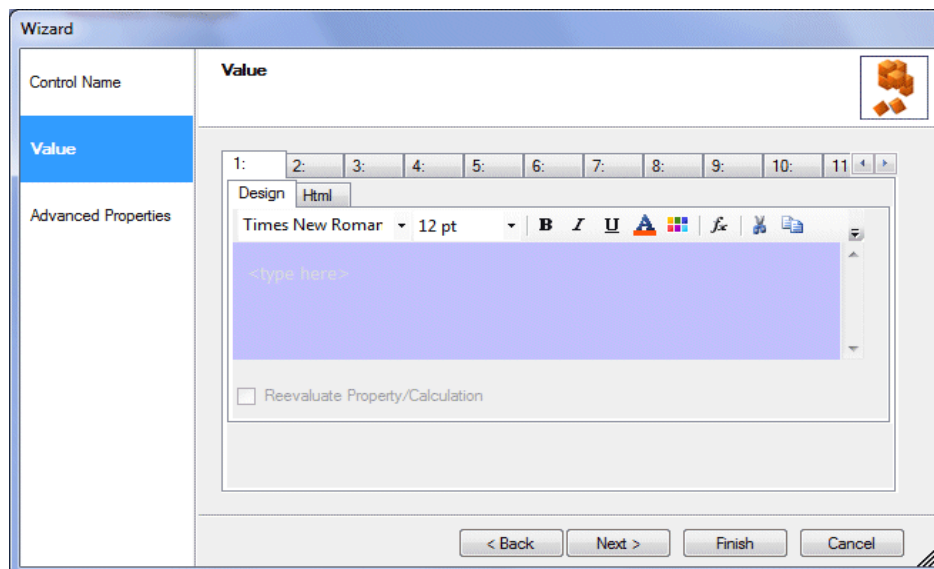 Wizard
Control Name
Value
Advanced Properties
Value
1: 2: 3: 4: 5: 6: 7: 8: 9: 10: 11
Design Html
Times New Romar 12 pt B I U A fx
<type here>
Reevaluate Property/Calculation
< Back Next > Finish Cancel